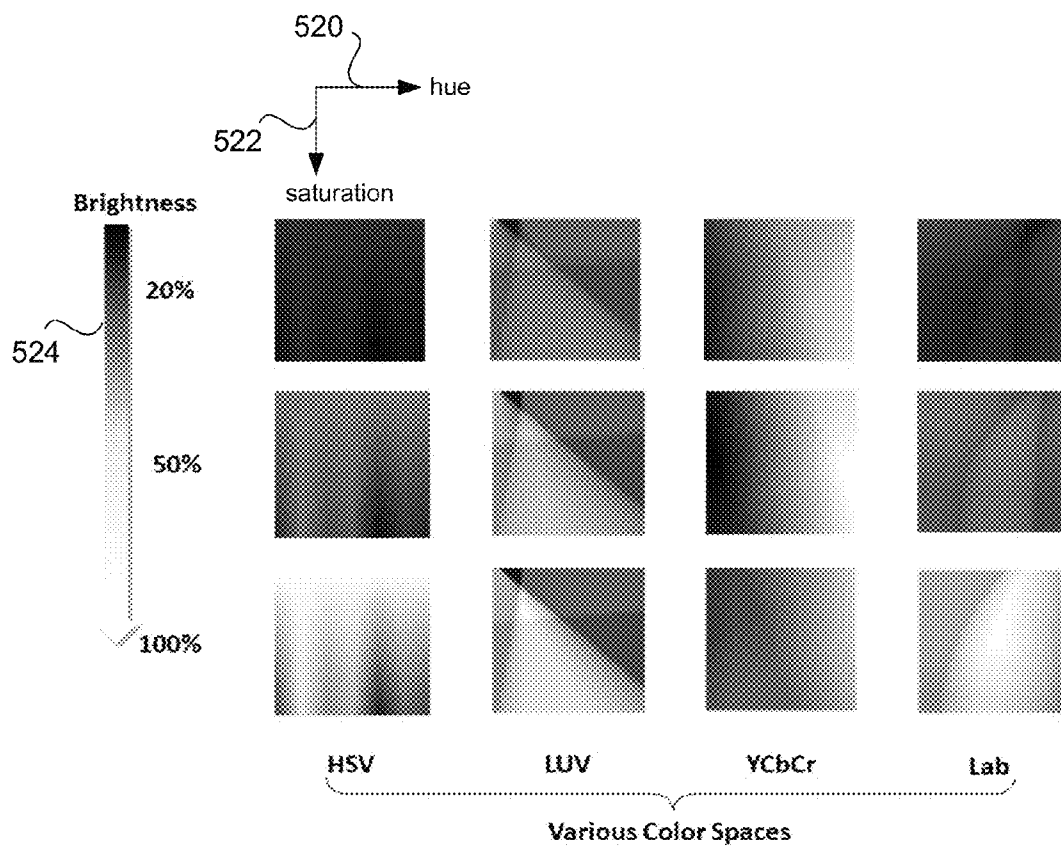 520
hue
522
saturation
Brightness
20%
524
50%
100%
HSV LUV YCbCr Lab
Various Color Spaces